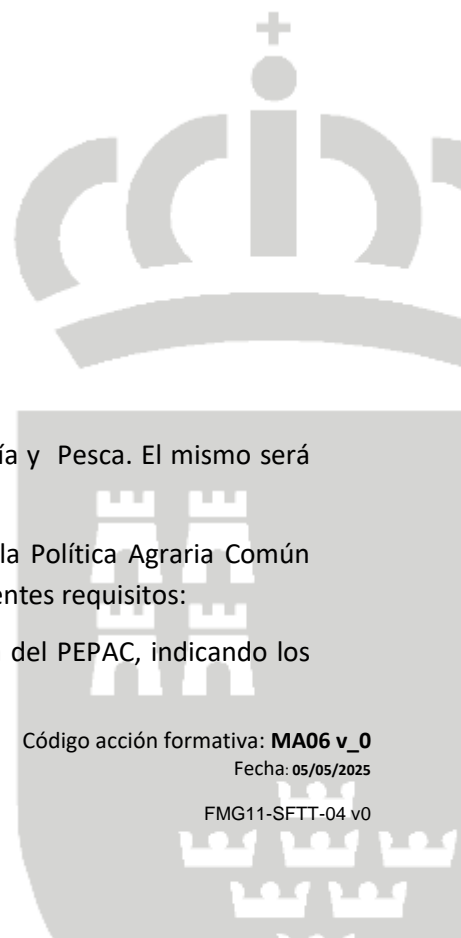 ía y Pesca. El mismo será
la Política Agraria Común
entes requisitos:
del PEPAC, indicando los
Código acción formativa: MA06 v_0
Fecha: 05/05/2025
FMG11-SFTT-04 v0